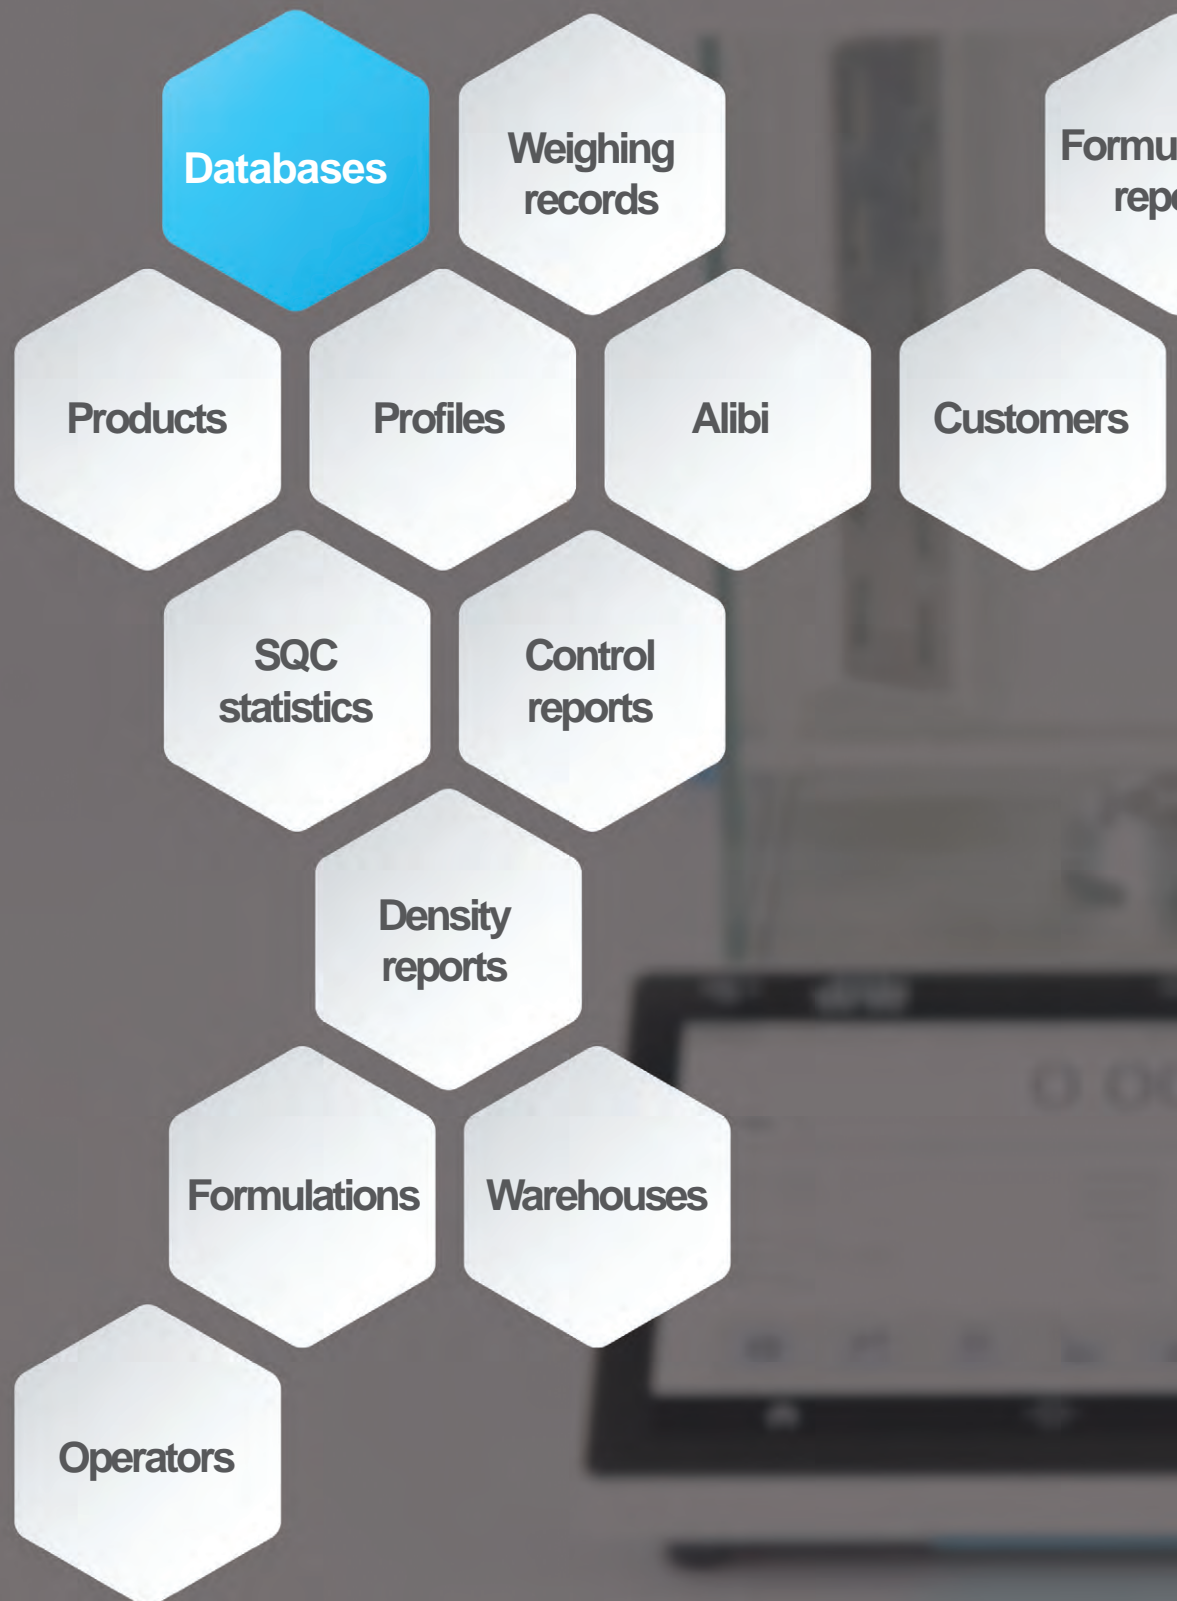 Databases
Weighing
records
Products
Profiles
Alibi
Customers
SQC
statistics
Control
reports
Density
reports
Formulations
Warehouses
Operators